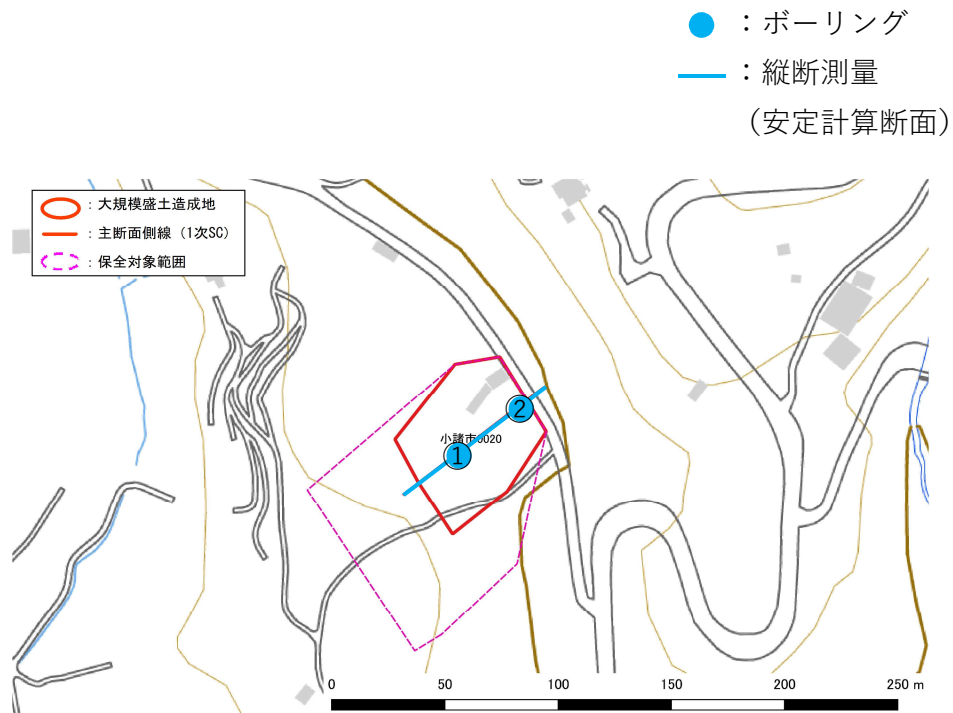 ：ボーリング
：縦断測量
（安定計算断面）
：大規模盛土造成地
：主断面側線（1次SC）
：保全対象範囲
②
小諸市0020
①
0 50 100 150 200 250 m